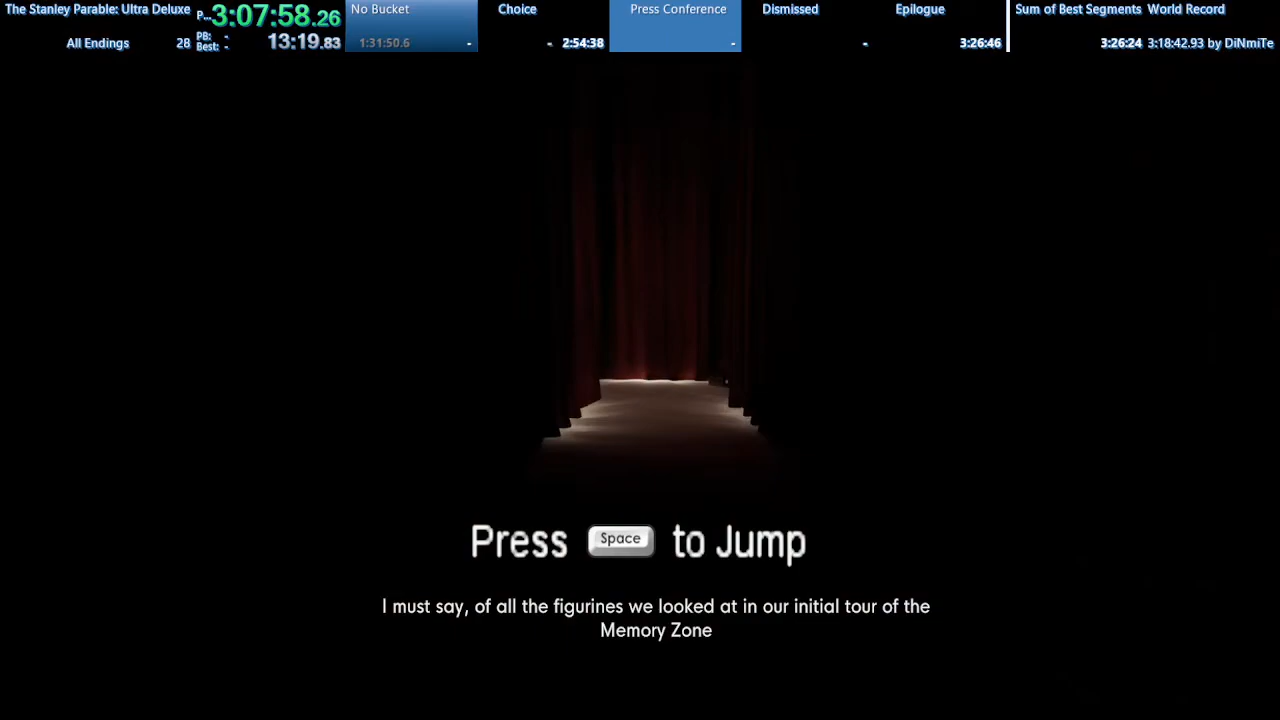 The Stanley Parable: Ultra Deluxe
All Endings 28
P... 3:07:58.26
PB: -
Best: -
13:19.83
No Bucket
1:31:50.6 -
Choice
- 2:54:38
Press Conference
-
Dismissed
-
Epilogue
3:26:46
Sum of Best Segments World Record
3:26:24 3:18:42.93 by DiNmiTe
Press Space to Jump
I must say, of all the figurines we looked at in our initial tour of the
Memory Zone